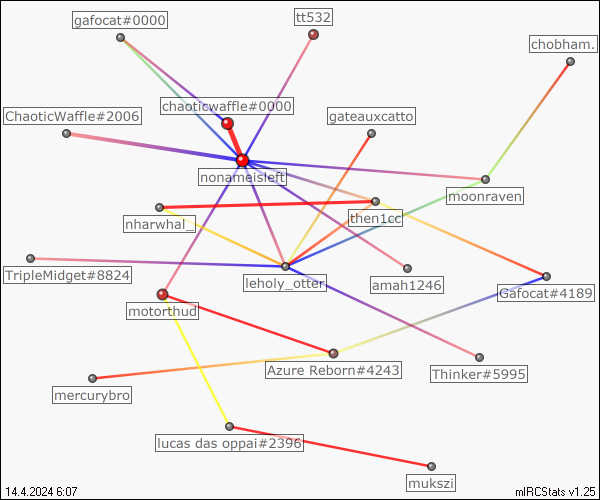 gafocat#0000
tt532
chobham.
chaoticwaffle#0000
ChaoticWaffle#2006
gateauxcatto
nonameisleft
moonraven
nharwhal_
then1cc
TripleMidget#8824
leholy_otter
amah1246
Gafocat#4189
motorthud
Azure Reborn#4243
Thinker#5995
mercurybro
lucas das oppai#2396
mukszi
14.4.2024 6:07
mIRCStats v1.25